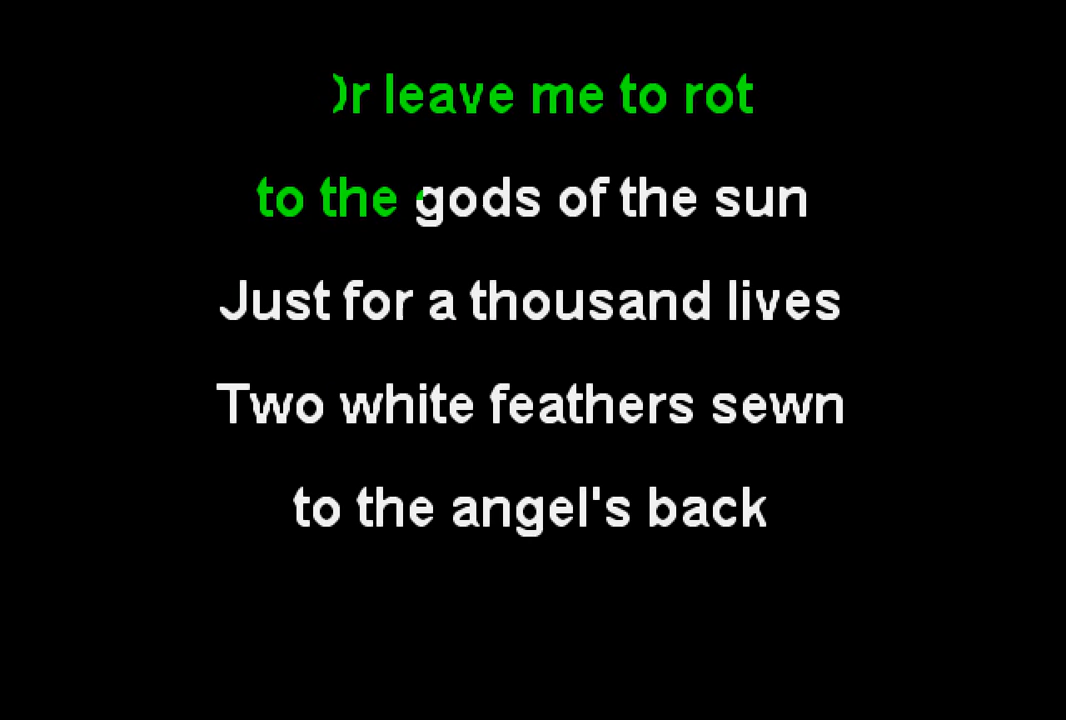 Or leave me to rot
to the gods of the sun
Just for a thousand lives
Two white feathers sewn
to the angel's back